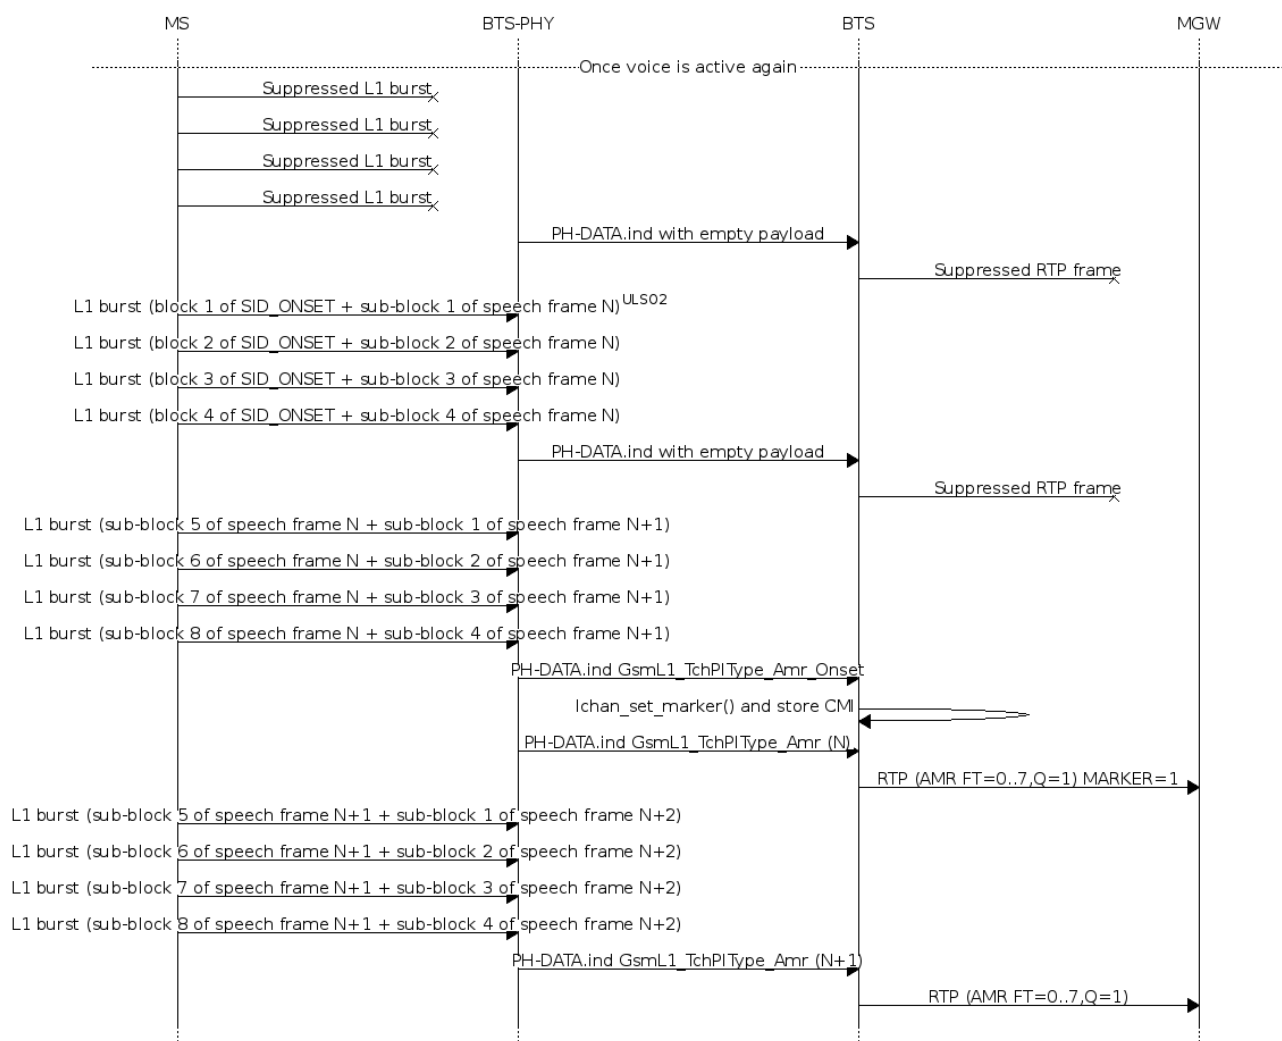 MS BTS-PHY BTS MGW
Once voice is active again
Suppressed L1 burst
Suppressed L1 burst
Suppressed L1 burst
Suppressed L1 burst
PH-DATA.ind with empty payload
Suppressed RTP frame
L1 burst (block 1 of SID_ONSET + sub-block 1 of speech frame N) ULS02
L1 burst (block 2 of SID_ONSET + sub-block 2 of speech frame N)
L1 burst (block 3 of SID_ONSET + sub-block 3 of speech frame N)
L1 burst (block 4 of SID_ONSET + sub-block 4 of speech frame N)
PH-DATA.ind with empty payload
Suppressed RTP frame
L1 burst (sub-block 5 of speech frame N + sub-block 1 of speech frame N+1)
L1 burst (sub-block 6 of speech frame N + sub-block 2 of speech frame N+1)
L1 burst (sub-block 7 of speech frame N + sub-block 3 of speech frame N+1)
L1 burst (sub-block 8 of speech frame N + sub-block 4 of speech frame N+1)
PH-DATA.ind GsmL1_TchPlType_Amr_Onset
lchan_set_marker() and store CMI
PH-DATA.ind GsmL1_TchPlType_Amr (N)
RTP (AMR FT=0..7,Q=1) MARKER=1
L1 burst (sub-block 5 of speech frame N+1 + sub-block 1 of speech frame N+2)
L1 burst (sub-block 6 of speech frame N+1 + sub-block 2 of speech frame N+2)
L1 burst (sub-block 7 of speech frame N+1 + sub-block 3 of speech frame N+2)
L1 burst (sub-block 8 of speech frame N+1 + sub-block 4 of speech frame N+2)
PH-DATA.ind GsmL1_TchPlType_Amr (N+1)
RTP (AMR FT=0..7,Q=1)